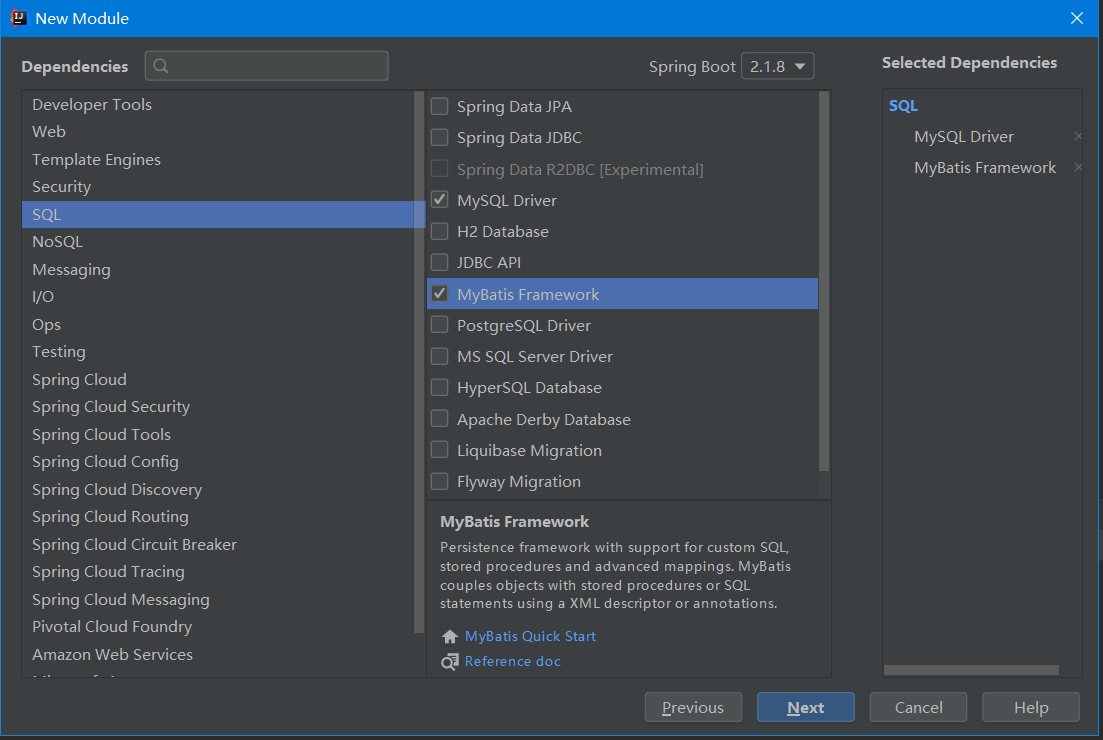 New Module
Dependencies
Spring Boot 2.1.8
Selected Dependencies
Developer Tools
Web
Template Engines
Security
SQL
NoSQL
Messaging
I/O
Ops
Testing
Spring Cloud
Spring Cloud Security
Spring Cloud Tools
Spring Cloud Config
Spring Cloud Discovery
Spring Cloud Routing
Spring Cloud Circuit Breaker
Spring Cloud Tracing
Spring Cloud Messaging
Pivotal Cloud Foundry
Amazon Web Services
Spring Data JPA
Spring Data JDBC
Spring Data R2DBC [Experimental]
MySQL Driver
H2 Database
JDBC API
MyBatis Framework
PostgreSQL Driver
MS SQL Server Driver
HyperSQL Database
Apache Derby Database
Liquibase Migration
Flyway Migration
MyBatis Framework
Persistence framework with support for custom SQL,
stored procedures and advanced mappings. MyBatis
couples objects with stored procedures or SQL
statements using a XML descriptor or annotations.
MyBatis Quick Start
Reference doc
SQL
MySQL Driver
MyBatis Framework
Previous
Next
Cancel
Help